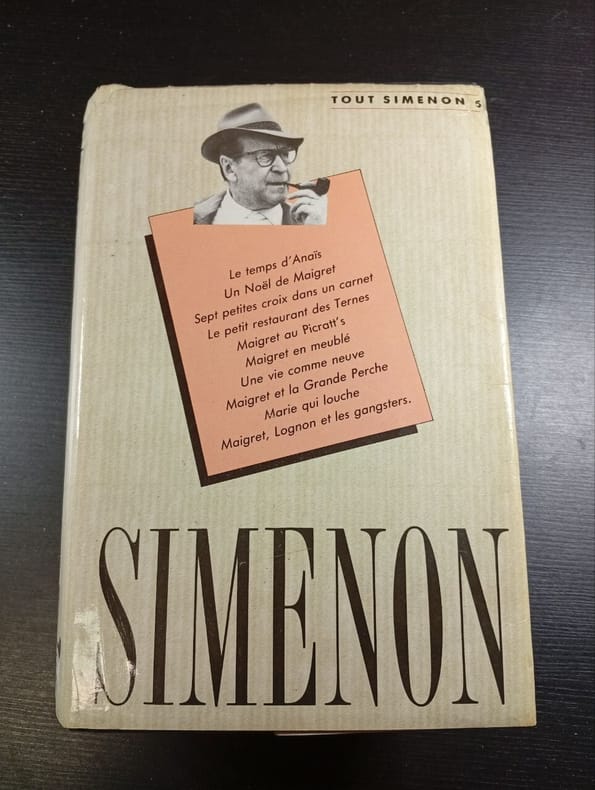 TOUT SIMENON 5
Le temps d'Anaïs
Un Noël de Maigret
Sept petites croix dans un carnet
Le petit restaurant des Ternes
Maigret au Picratt's
Maigret en meublé
Une vie comme neuve
Maigret et la Grande Perche
Marie qui louche
Maigret, Lognon et les gangsters.
SIMENON